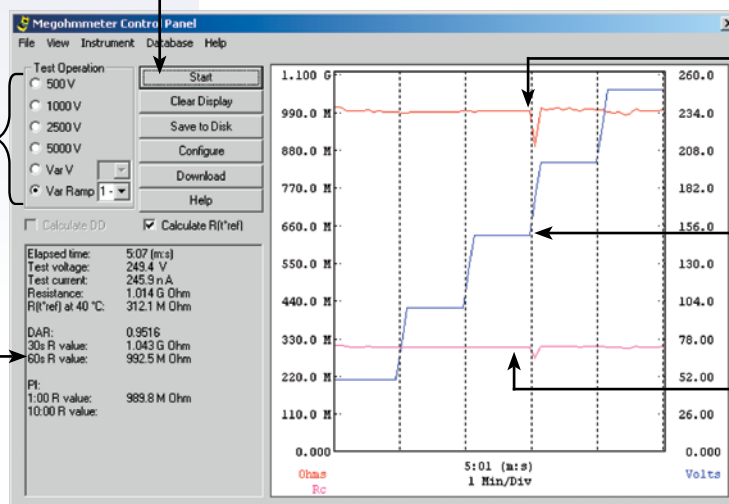 Megohmmeter Control Panel
File View Instrument Database Help
Test Operation
500 V
1000 V
2500 V
5000 V
Var V
Var Ramp 1 -
Start
Clear Display
Save to Disk
Configure
Download
Help
Calculate DD
Calculate R(t°ref)
Elapsed time: 5:07 (m:s)
Test voltage: 249.4 V
Test current: 245.9 n A
Resistance: 1.014 G Ohm
R(t°ref) at 40 °C: 312.1 M Ohm
DAR: 0.9516
30s R value: 1.043 G Ohm
60s R value: 992.5 M Ohm
PI:
1:00 R value: 989.8 M Ohm
10:00 R value:
1.100 G
990.0 M
880.0 M
770.0 M
660.0 M
550.0 M
440.0 M
330.0 M
220.0 M
110.0 M
0.000
Ohms
Rc
5:01 (m:s)
1 Min/Div
260.0
234.0
208.0
182.0
156.0
130.0
104.0
78.00
52.00
26.00
0.000
Volts